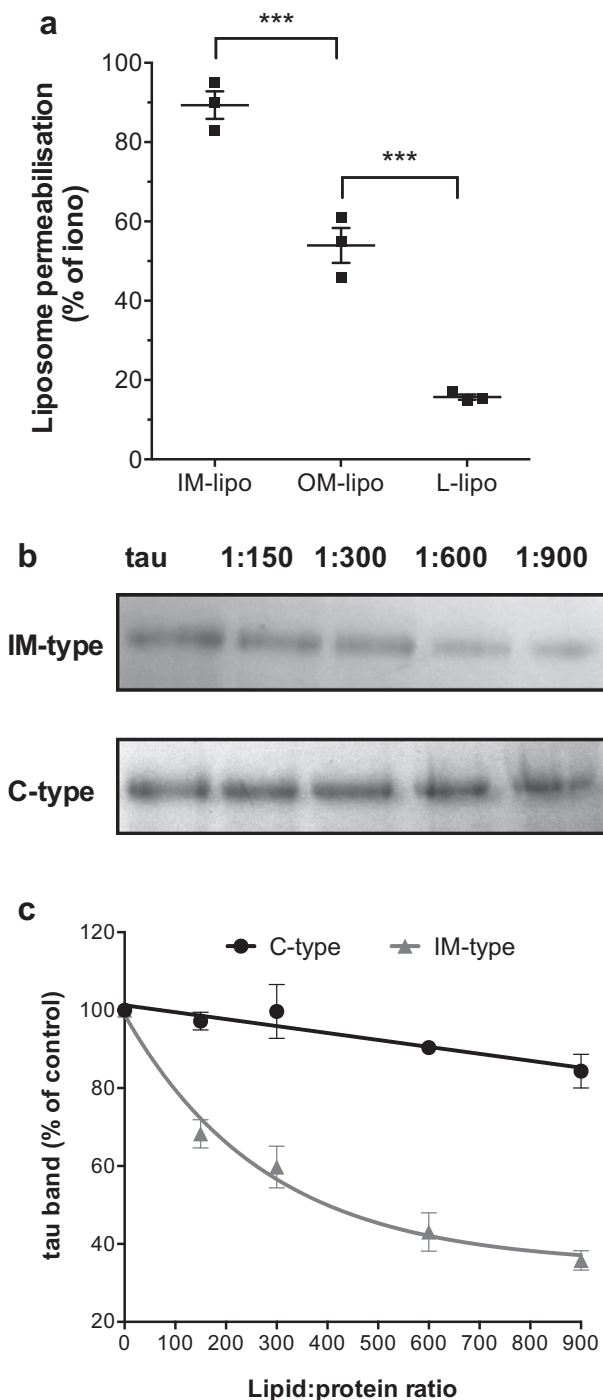 a
***
***
Liposome permeabilisation
(% of iono)
100
80
60
40
20
0
IM-lipo OM-lipo L-lipo
b
tau 1:150 1:300 1:600 1:900
IM-type
C-type
c
C-type IM-type
tau band (% of control)
120
100
80
60
40
20
0 100 200 300 400 500 600 700 800 900
Lipid:protein ratio